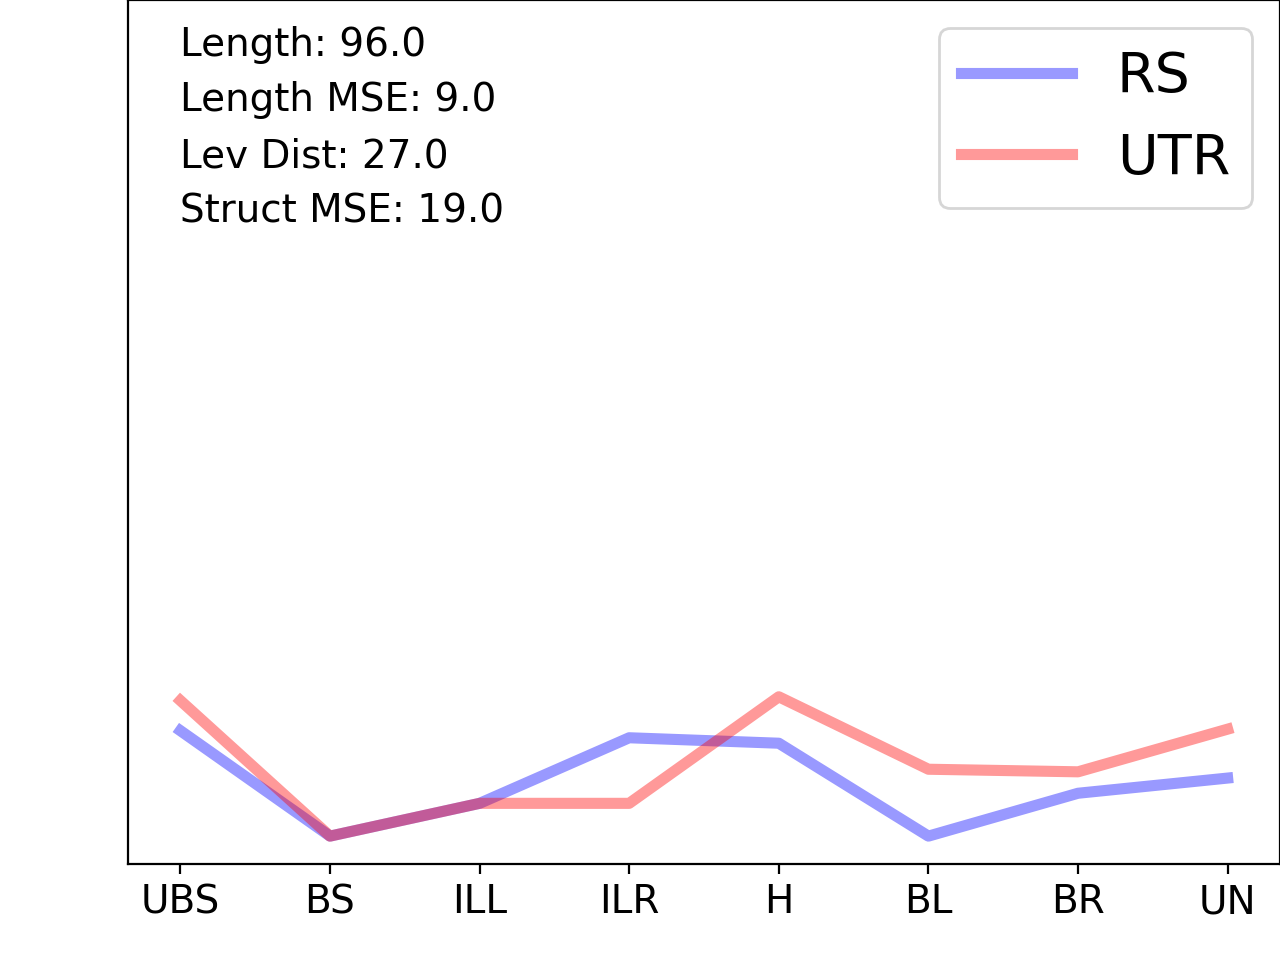 Length: 96.0
Length MSE: 9.0
Lev Dist: 27.0
Struct MSE: 19.0
RS
UTR
UBS BS ILL ILR H BL BR UN